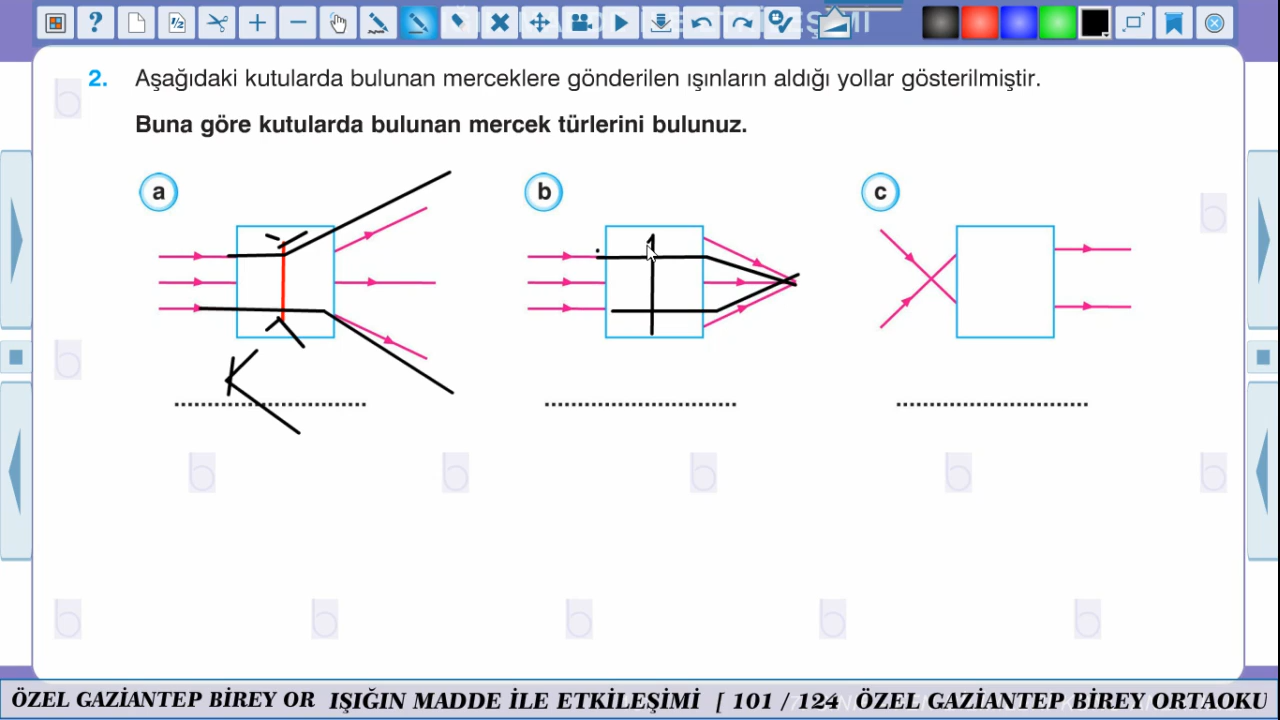 2. Aşağıdaki kutularda bulunan merceklere gönderilen ışınların aldığı yollar gösterilmiştir.
Buna göre kutularda bulunan mercek türlerini bulunuz.
a b c
K
ÖZEL GAZİANTEP BİREY OR IŞIĞIN MADDE İLE ETKİLEŞİMİ [ 101 / 124 ÖZEL GAZİANTEP BİREY ORTAOKU